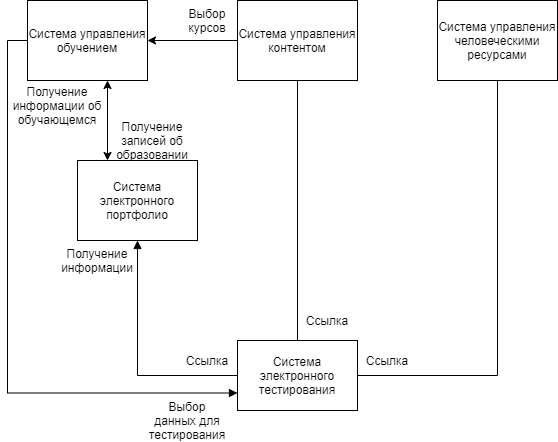 Система управления
обучением
Выбор
курсов
Система управления
контентом
Система управления
человеческими
ресурсами
Получение
информации об
обучающемся
Получение
записей об
образовании
Система
электронного
портфолио
Получение
информации
Ссылка
Ссылка
Система
электронного
тестирования
Ссылка
Выбор
данных для
тестирования